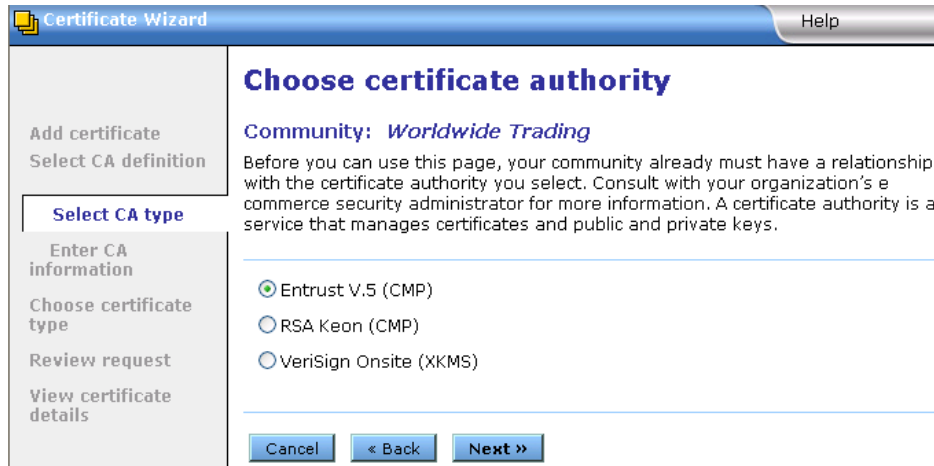 Certificate Wizard
Help
Add certificate
Select CA definition
Select CA type
Enter CA
information
Choose certificate
type
Review request
View certificate
details
Choose certificate authority
Community: Worldwide Trading
Before you can use this page, your community already must have a relationship
with the certificate authority you select. Consult with your organization's e
commerce security administrator for more information. A certificate authority is a
service that manages certificates and public and private keys.
Entrust V.5 (CMP)
RSA Keon (CMP)
VeriSign Onsite (XKMS)
Cancel
« Back
Next »